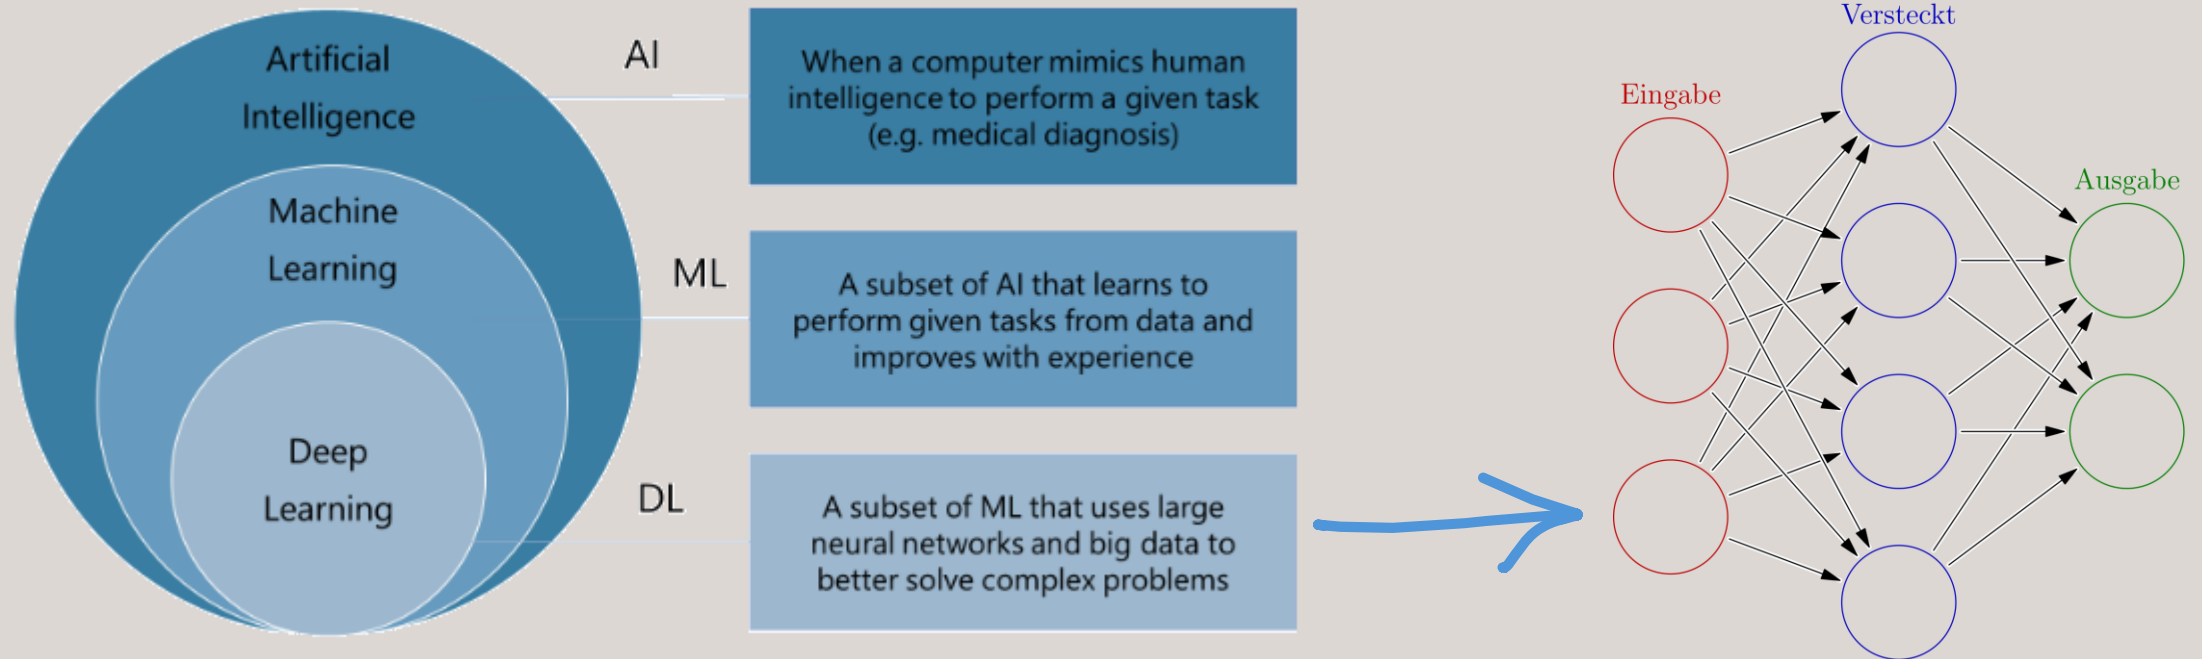 Artificial
Intelligence
Machine
Learning
Deep
Learning
AI
When a computer mimics human
intelligence to perform a given task
(e.g. medical diagnosis)
ML
A subset of AI that learns to
perform given tasks from data and
improves with experience
DL
A subset of ML that uses large
neural networks and big data to
better solve complex problems
Eingabe
Versteckt
Ausgabe